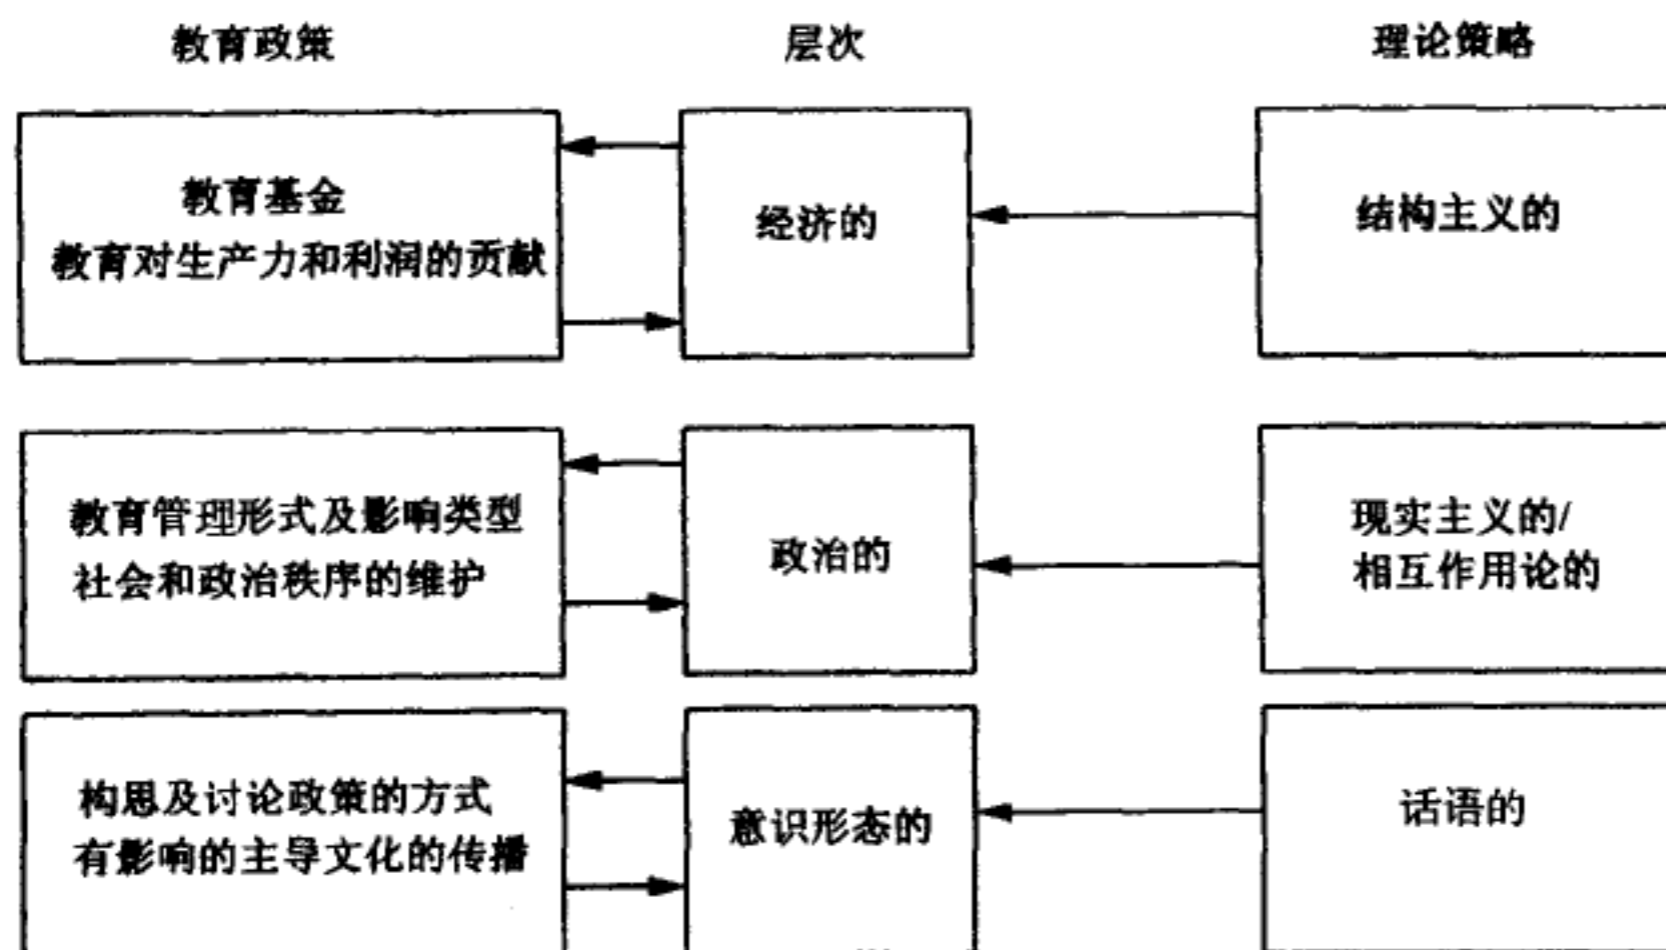 教育政策 层次 理论策略
教育基金
教育对生产力和利润的贡献
经济的
结构主义的
教育管理形式及影响类型
社会和政治秩序的维护
政治的
现实主义的/
相互作用论的
构思及讨论政策的方式
有影响的主导文化的传播
意识形态的
话语的